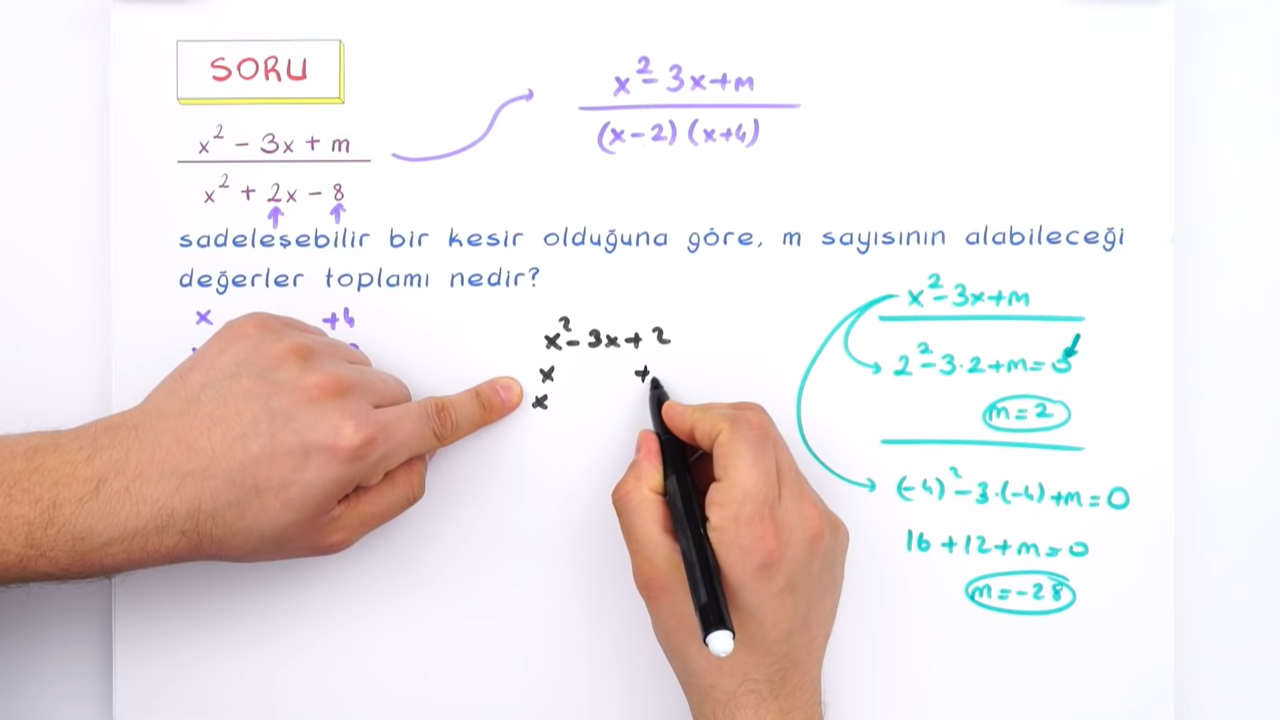 SORU
x² - 3x + m
x² + 2x - 8
x² - 3x + m
(x - 2) (x + 4)
sadeleşebilir bir kesir olduğuna göre, m sayısının alabileceği
değerler toplamı nedir?
x +4
x² - 3x + 2
x +
x
x² - 3x + m
2² - 3·2 + m = 0
m = 2
(-4)² - 3·(-4) + m = 0
16 + 12 + m = 0
m = -28